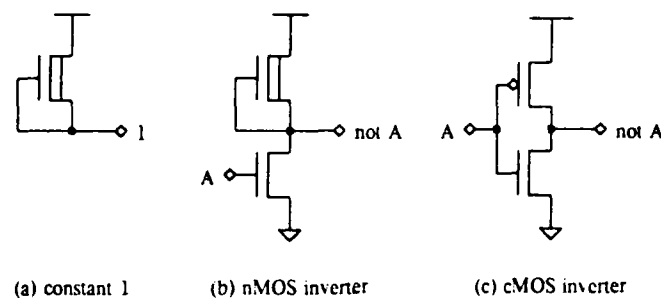 1
A
not A
A
not A
(a) constant 1
(b) nMOS inverter
(c) cMOS inverter